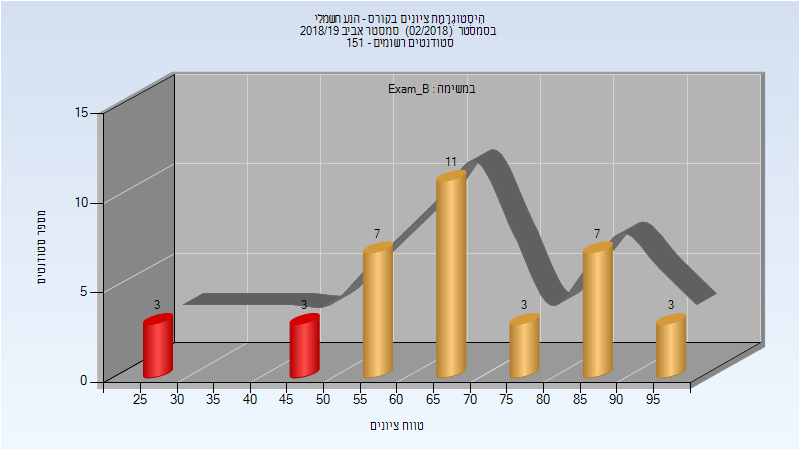 היסטוגרמת ציונים בקורס - הנע חשמלי
בסמסטר (02/2018) סמסטר אביב 2018/19
סטודנטים רשומים - 151
במשימה : Exam_B
מספר סטודנטים
15
10
5
0
3
3
7
11
3
7
3
25 30 35 40 45 50 55 60 65 70 75 80 85 90 95
טווח ציונים